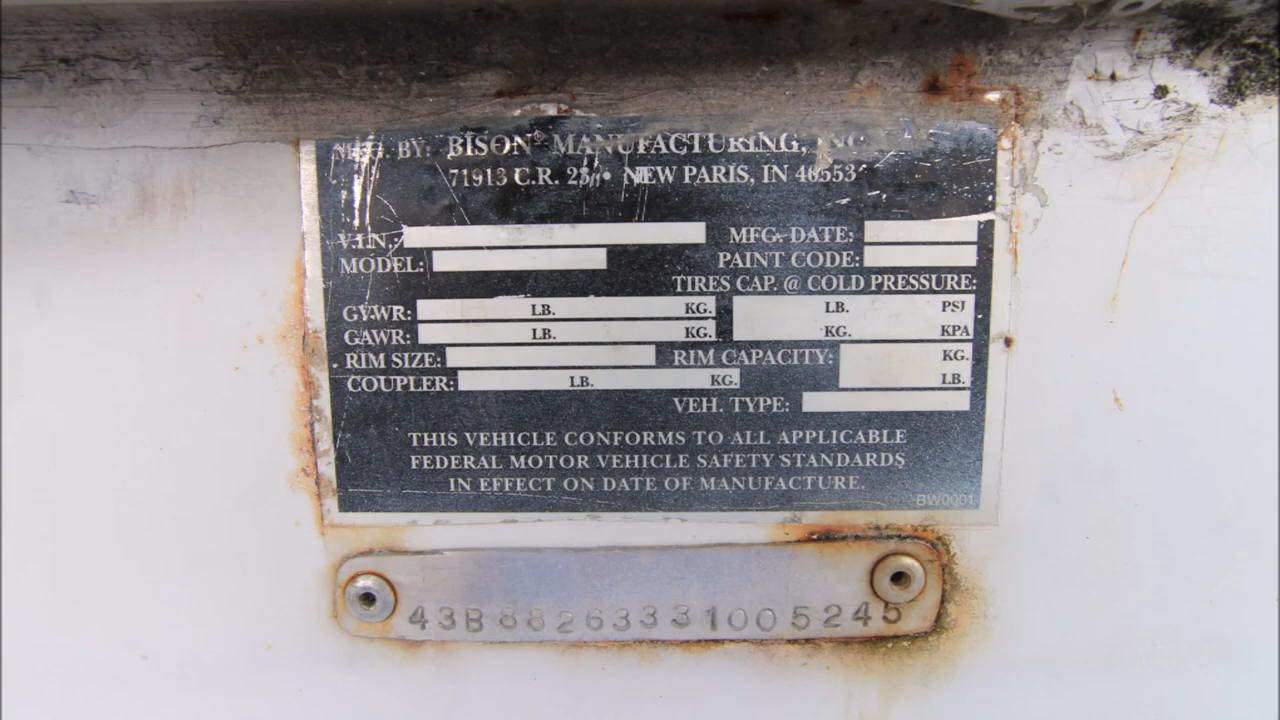 MFG. BY: BISON® MANUFACTURING, INC
71913 C.R. 23 • NEW PARIS, IN 46553
V.I.N.: MFG. DATE:
MODEL: PAINT CODE:
TIRES CAP. @ COLD PRESSURE:
GVWR: LB. KG. LB. PSI
GAWR: LB. KG. KG. KPA
RIM SIZE: RIM CAPACITY: KG.
COUPLER: LB. KG. LB.
VEH. TYPE:
THIS VEHICLE CONFORMS TO ALL APPLICABLE
FEDERAL MOTOR VEHICLE SAFETY STANDARDS
IN EFFECT ON DATE OF MANUFACTURE.
BW0001
43B88263331005245